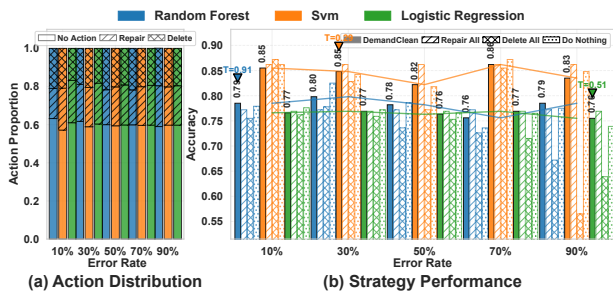 Random Forest Svm Logistic Regression
No Action Repair Delete
DemandClean Repair All Delete All Do Nothing
Action Proportion
1.0
0.8
0.6
0.4
0.2
0.0
10% 30% 50% 70% 90%
Error Rate
(a) Action Distribution
Accuracy
0.90
0.85
0.80
0.75
0.70
0.65
0.60
0.55
T=0.91
T=0.51
0.85 0.77 0.80 0.85 0.77 0.78 0.82 0.76 0.76 0.86 0.77 0.79 0.83
10% 30% 50% 70% 90%
Error Rate
(b) Strategy Performance